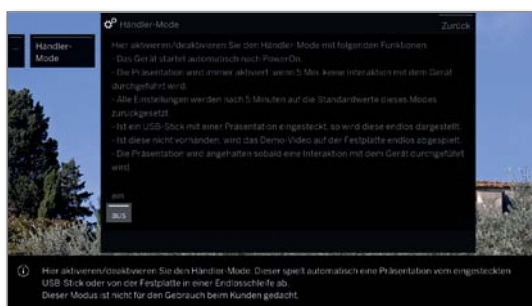 Händler-Mode
Zurück
Händler-
Mode
Hier aktivieren/deaktivieren Sie den Händler-Mode mit folgenden Funktionen:
- Das Gerät startet automatisch nach PowerOn.
- Die Präsentation wird immer aktiviert, wenn 5 Min. keine Interaktion mit dem Gerät
durchgeführt wird.
- Alle Einstellungen werden nach 5 Minuten auf die Standardwerte dieses Modes
zurückgesetzt.
- Ist ein USB-Stick mit einer Präsentation eingesteckt, so wird diese endlos dargestellt.
- Ist diese nicht vorhanden, wird das Demo-Video auf der Festplatte endlos abgespielt.
- Die Präsentation wird angehalten sobald eine Interaktion mit dem Gerät durchgeführt
wird.
ein
aus
Hier aktivieren/deaktivieren Sie den Händler-Mode. Dieser spielt automatisch eine Präsentation vom eingesteckten
USB-Stick oder von der Festplatte in einer Endlosschleife ab.
Dieser Modus ist nicht für den Gebrauch beim Kunden gedacht.